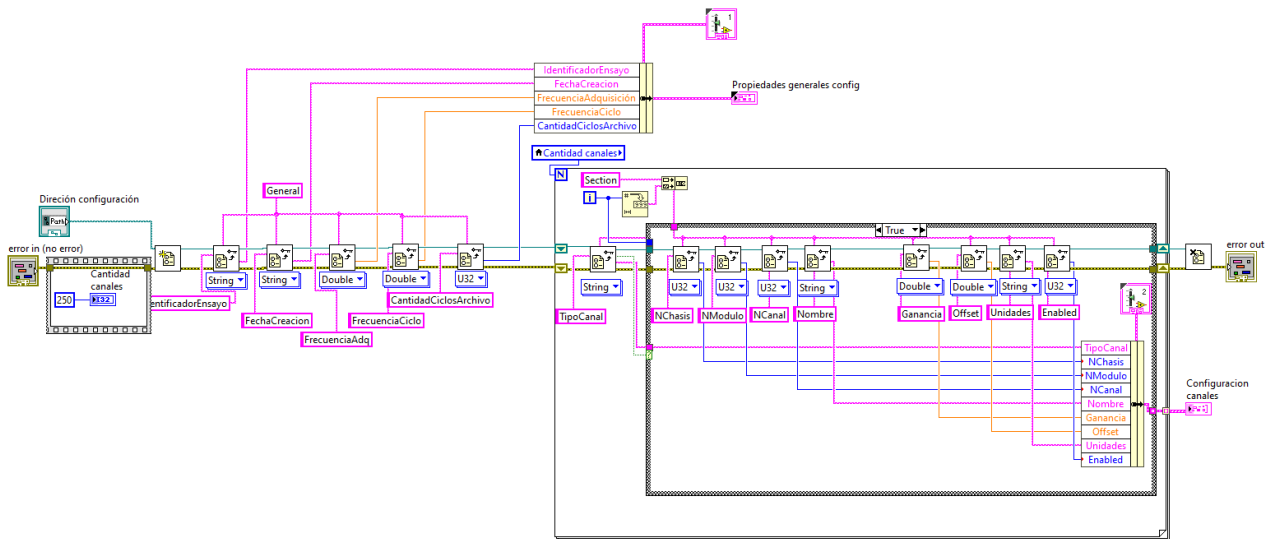 1
IdentificadorEnsayo
FechaCreacion
FrecuenciaAdquisición
FrecuenciaCiclo
CantidadCiclosArchivo
Propiedades generales config
Cantidad canales
N
Section
i
General
Direción configuración
Path
True
error in (no error)
error out
Cantidad
canales
250
I32
String
String
Double
Double
U32
entificadorEnsayo
FechaCreacion
FrecuenciaAdq
FrecuenciaCiclo
CantidadCiclosArchivo
String
U32
U32
U32
String
Double
Double
String
U32
TipoCanal
NChasis
NModulo
NCanal
Nombre
Ganancia
Offset
Unidades
Enabled
2
TipoCanal
NChasis
NModulo
NCanal
Nombre
Ganancia
Offset
Unidades
Enabled
Configuracion
canales